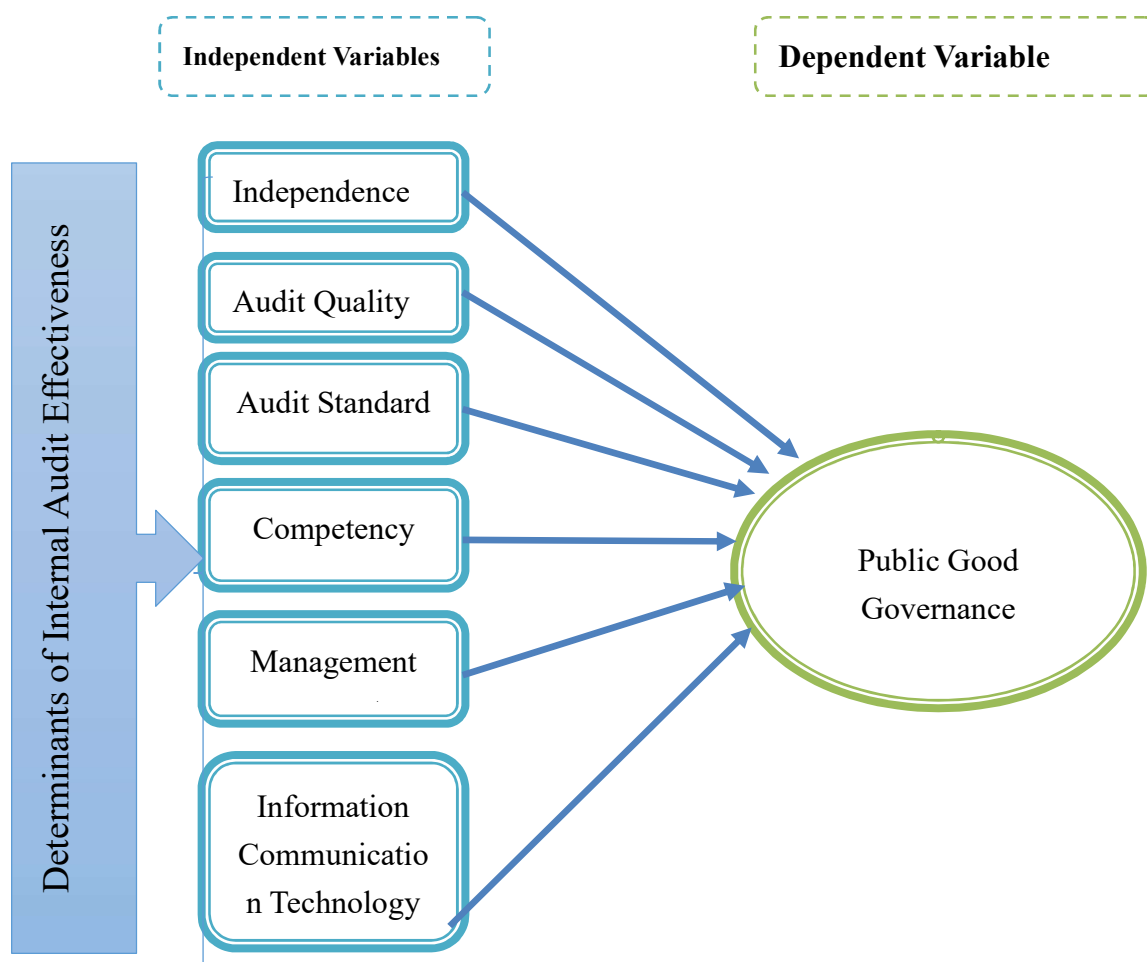 Independent Variables
Dependent Variable
Determinants of Internal Audit Effectiveness
Independence
Audit Quality
Audit Standard
Competency
Management
Information
Communicatio
n Technology
Public Good
Governance